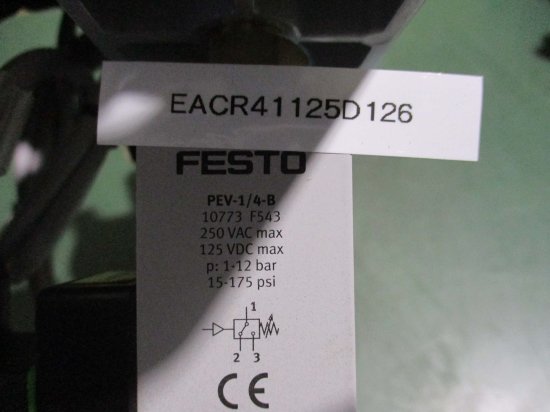 EACR41125D126
FESTO
PEV-1/4-B
10773 F543
250 VAC max
125 VDC max
p: 1-12 bar
15-175 psi
1
2 3
CE